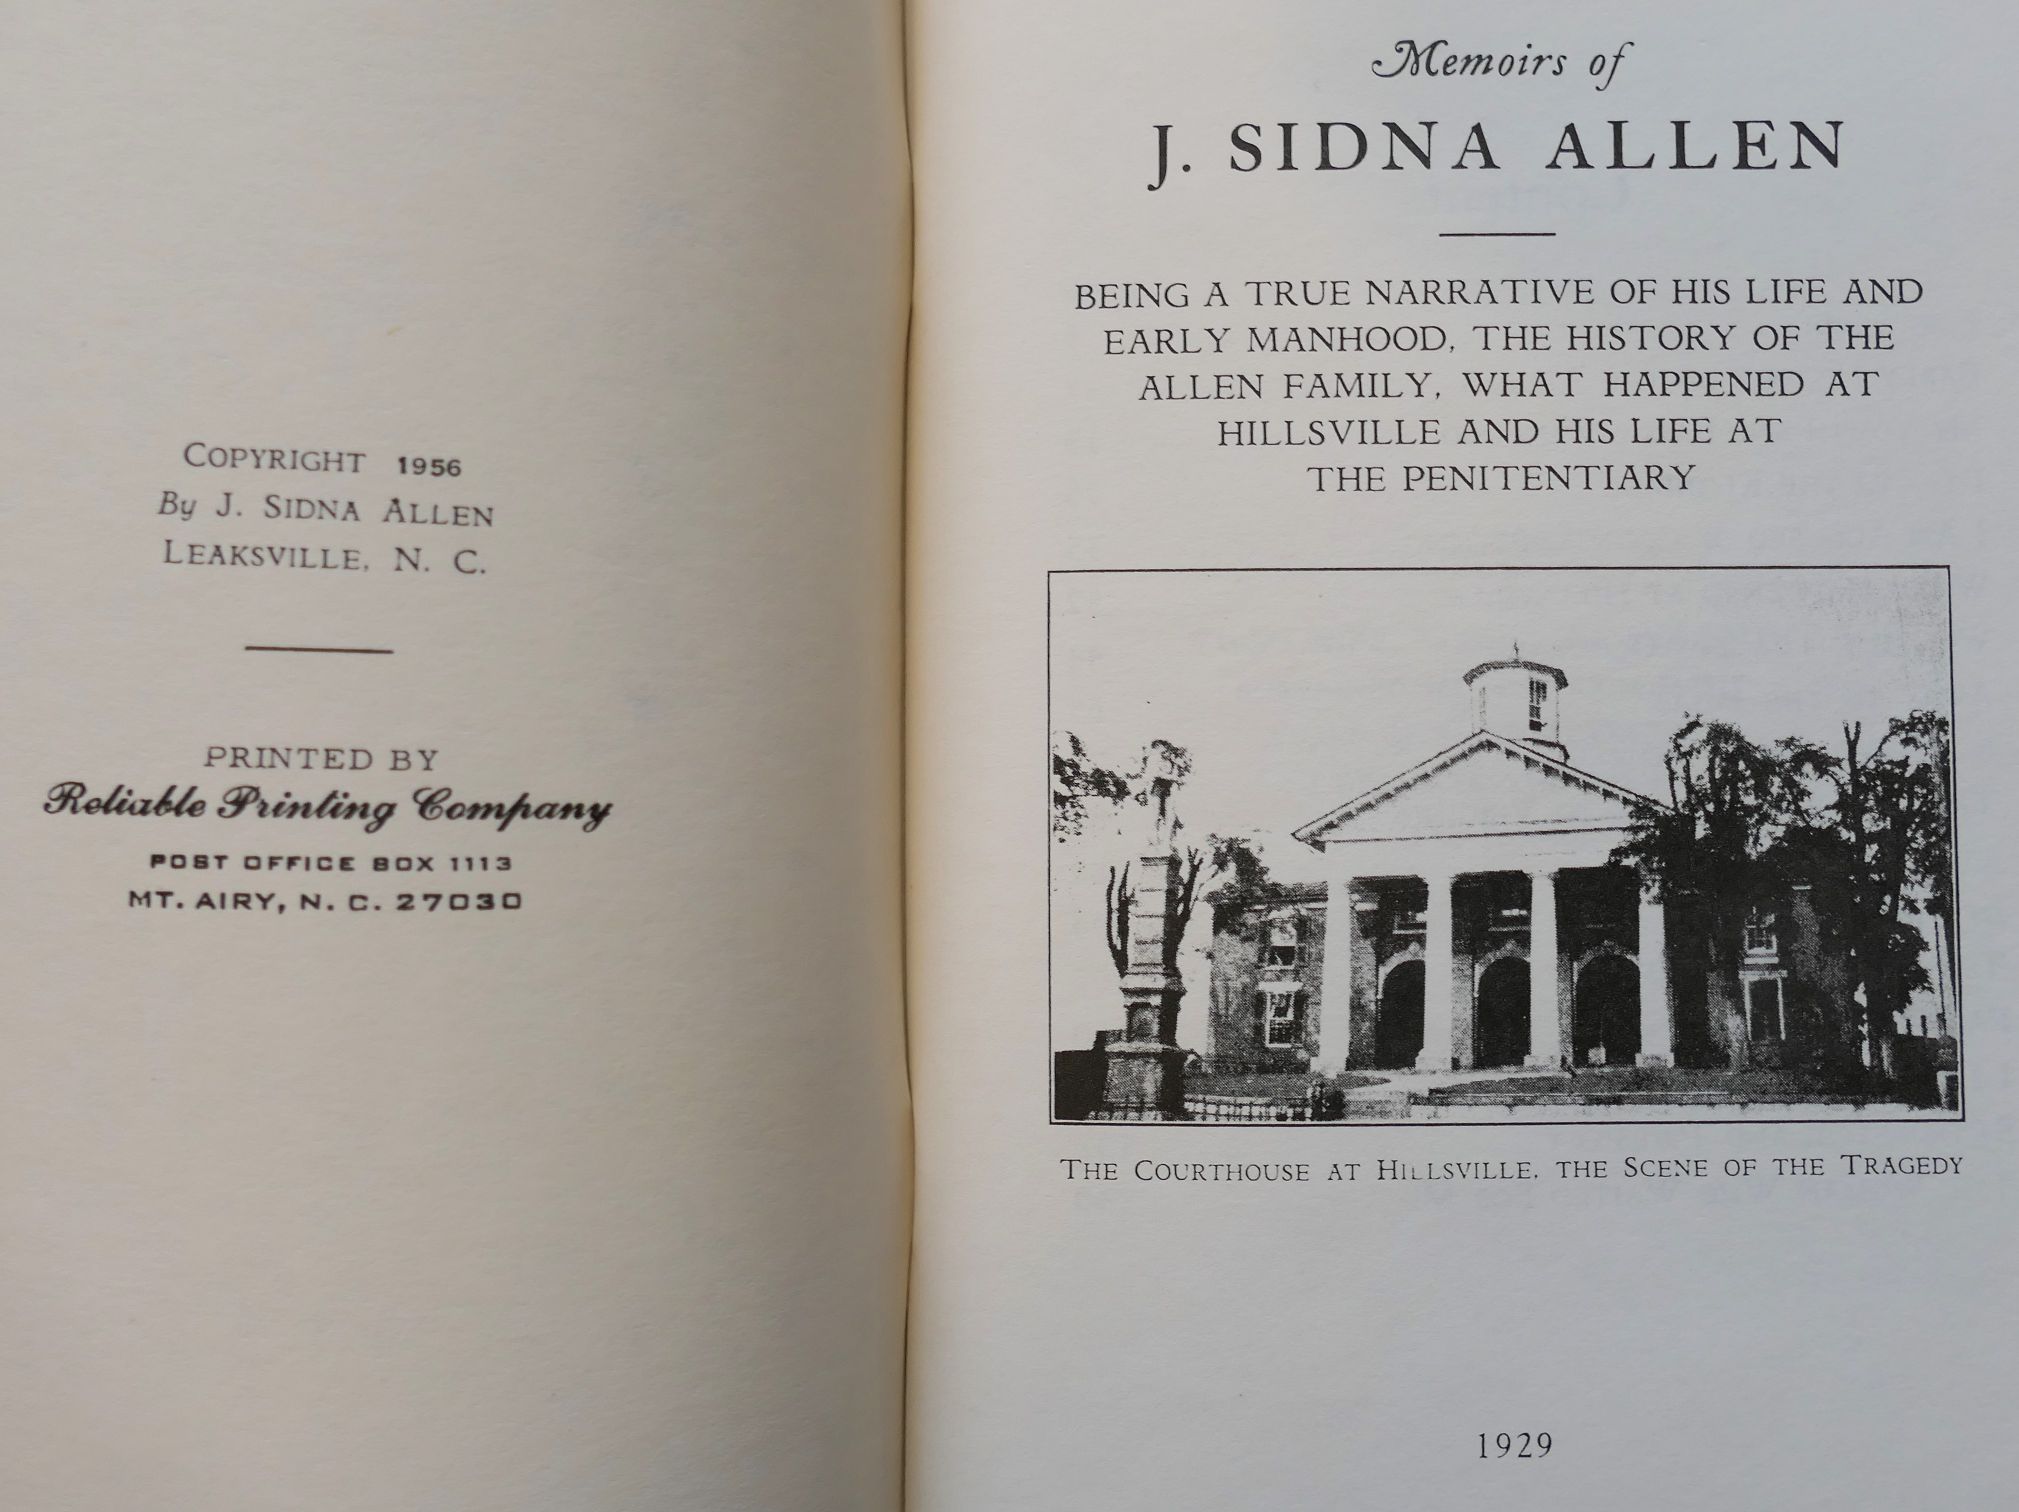 COPYRIGHT 1956
By J. SIDNA ALLEN
LEAKSVILLE, N. C.
PRINTED BY
Reliable Printing Company
POST OFFICE BOX 1113
MT. AIRY, N. C. 27030
Memoirs of
J. SIDNA ALLEN
BEING A TRUE NARRATIVE OF HIS LIFE AND
EARLY MANHOOD, THE HISTORY OF THE
ALLEN FAMILY, WHAT HAPPENED AT
HILLSVILLE AND HIS LIFE AT
THE PENITENTIARY
THE COURTHOUSE AT HILLSVILLE, THE SCENE OF THE TRAGEDY
1929